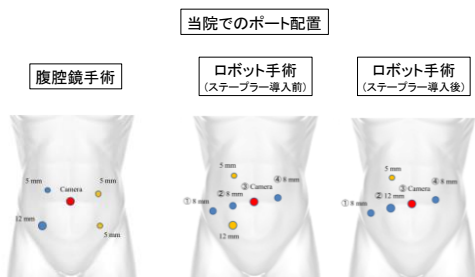 当院でのポート配置
腹腔鏡手術
ロボット手術
(ステープラー導入前)
ロボット手術
(ステープラー導入後)
5 mm
Camera
5 mm
12 mm
5 mm
5 mm
③ Camera
④ 8 mm
② 8 mm
① 8 mm
12 mm
5 mm
④ 8 mm
③ Camera
② 12 mm
① 8 mm